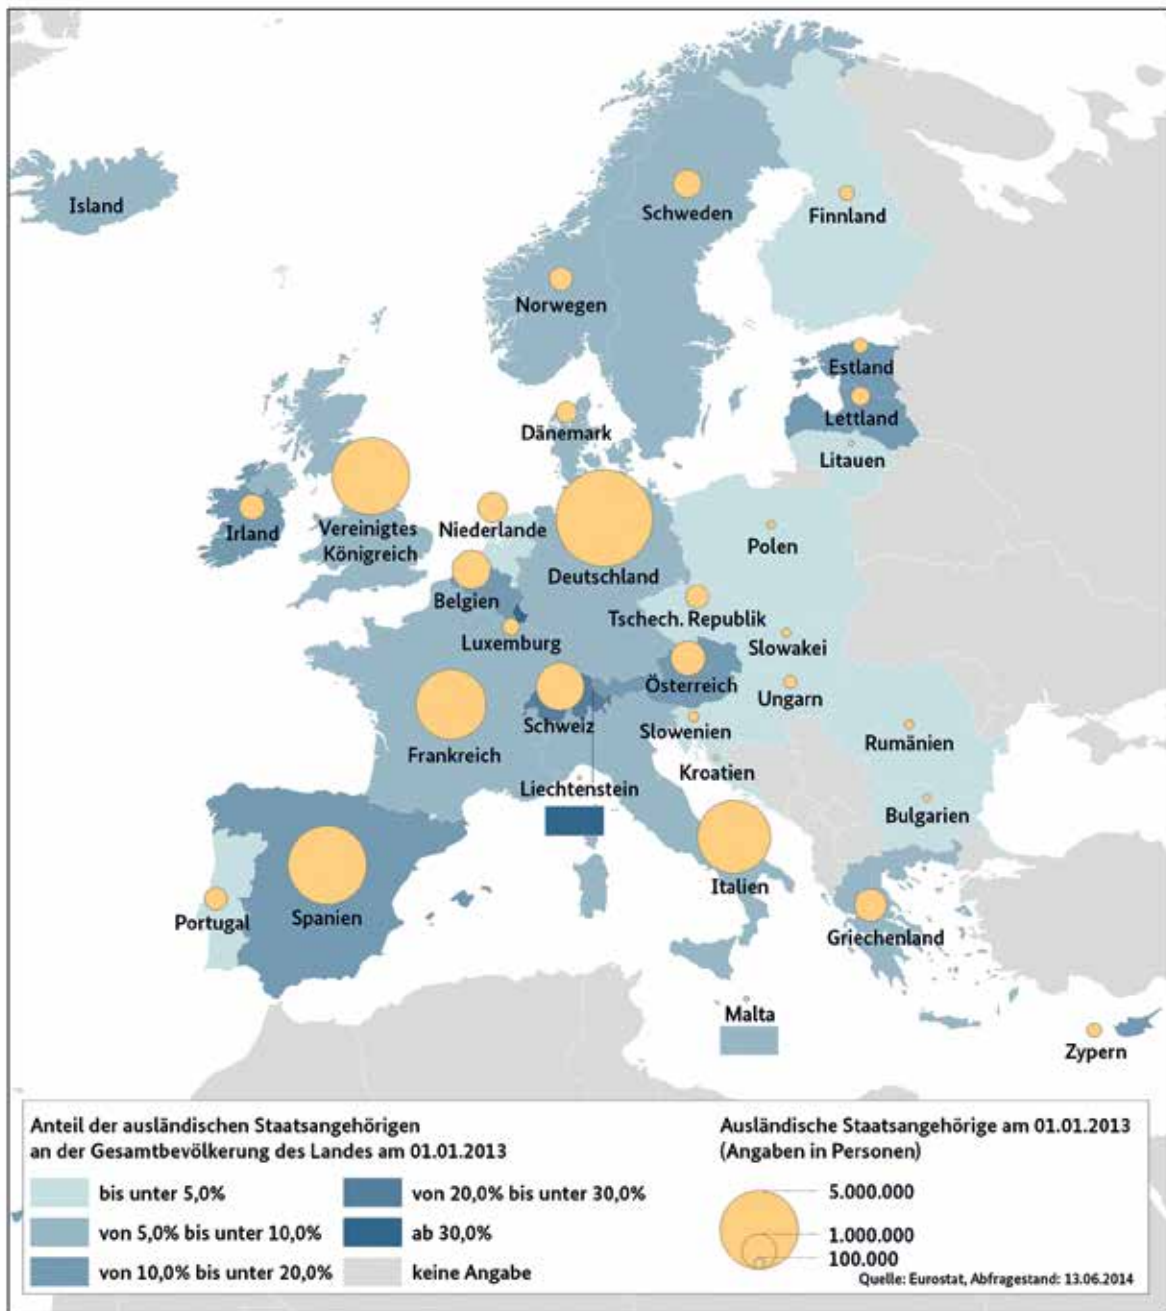 Island
Schweden
Finnland
Norwegen
Estland
Lettland
Dänemark
Litauen
Irland
Vereinigtes
Königreich
Niederlande
Deutschland
Polen
Belgien
Tschech. Republik
Luxemburg
Slowakei
Österreich
Ungarn
Schweiz
Slowenien
Rumänien
Frankreich
Kroatien
Liechtenstein
Bulgarien
Italien
Portugal
Spanien
Griechenland
Malta
Zypern
Anteil der ausländischen Staatsangehörigen
an der Gesamtbevölkerung des Landes am 01.01.2013
bis unter 5,0%
von 5,0% bis unter 10,0%
von 10,0% bis unter 20,0%
von 20,0% bis unter 30,0%
ab 30,0%
keine Angabe
Ausländische Staatsangehörige am 01.01.2013
(Angaben in Personen)
5.000.000
1.000.000
100.000
Quelle: Eurostat, Abfragestand: 13.06.2014